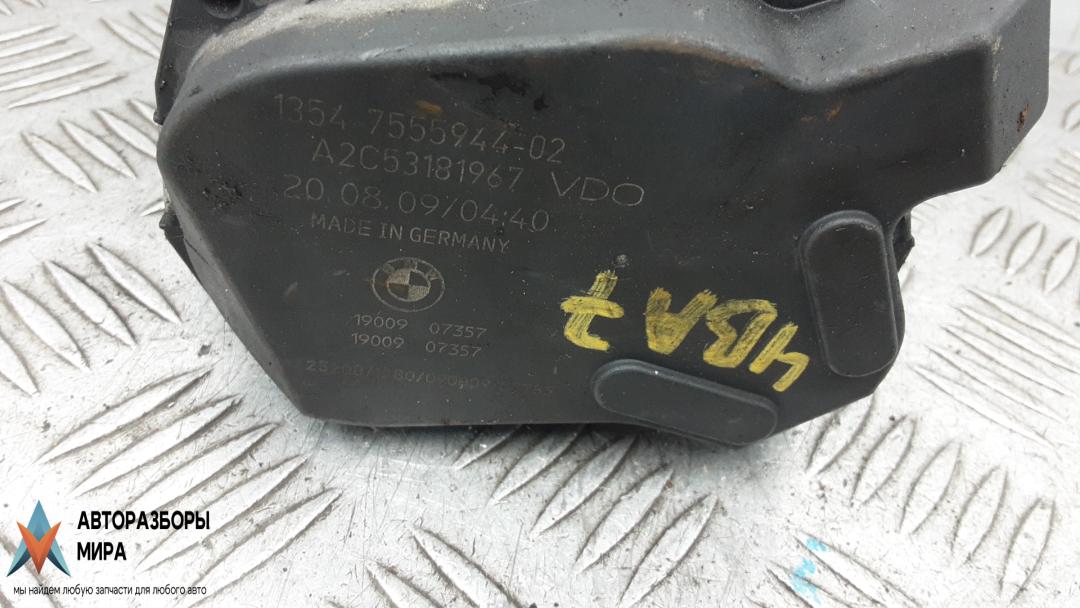 1354 7555944-02
A2C53181967 VDO
20.08.09/04:40
MADE IN GERMANY
BMW
19009 07357
19009 07357
4BA7
АВТОРАЗБОРЫ
МИРА
мы найдем любую запчасти для любого авто